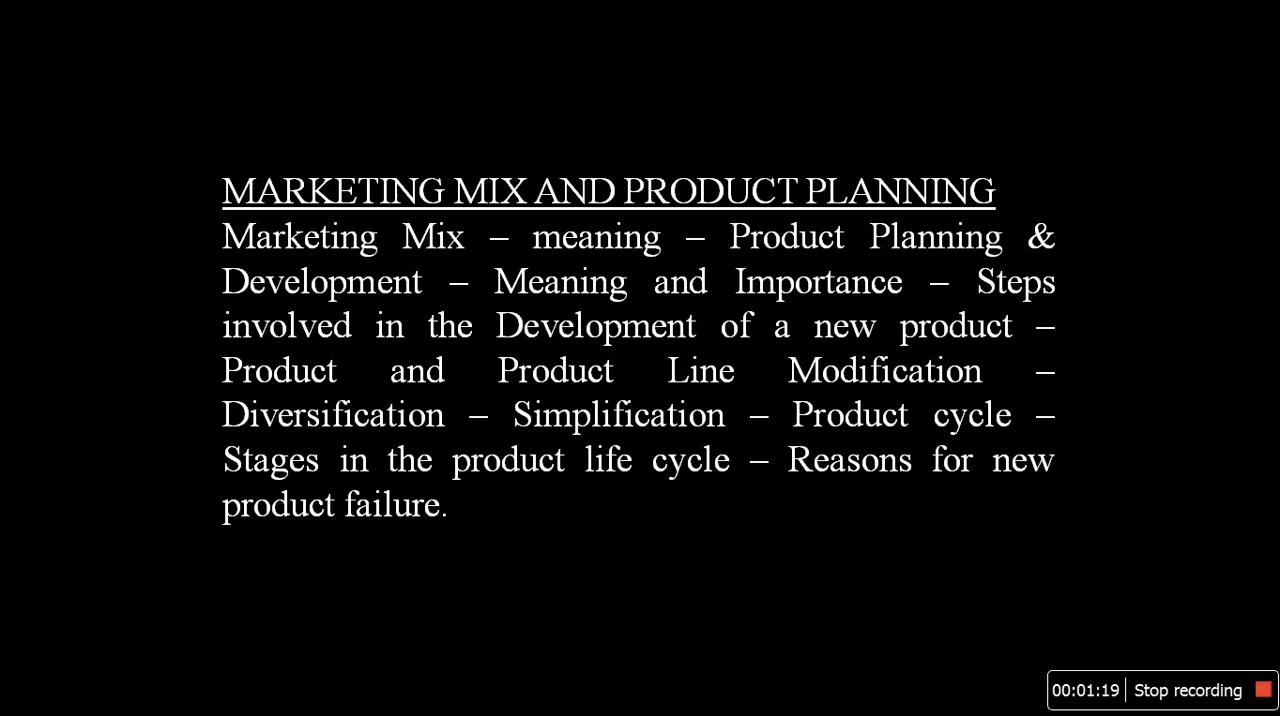 MARKETING MIX AND PRODUCT PLANNING
Marketing Mix – meaning – Product Planning &
Development – Meaning and Importance – Steps
involved in the Development of a new product –
Product and Product Line Modification –
Diversification – Simplification – Product cycle –
Stages in the product life cycle – Reasons for new
product failure.
00:01:19 Stop recording